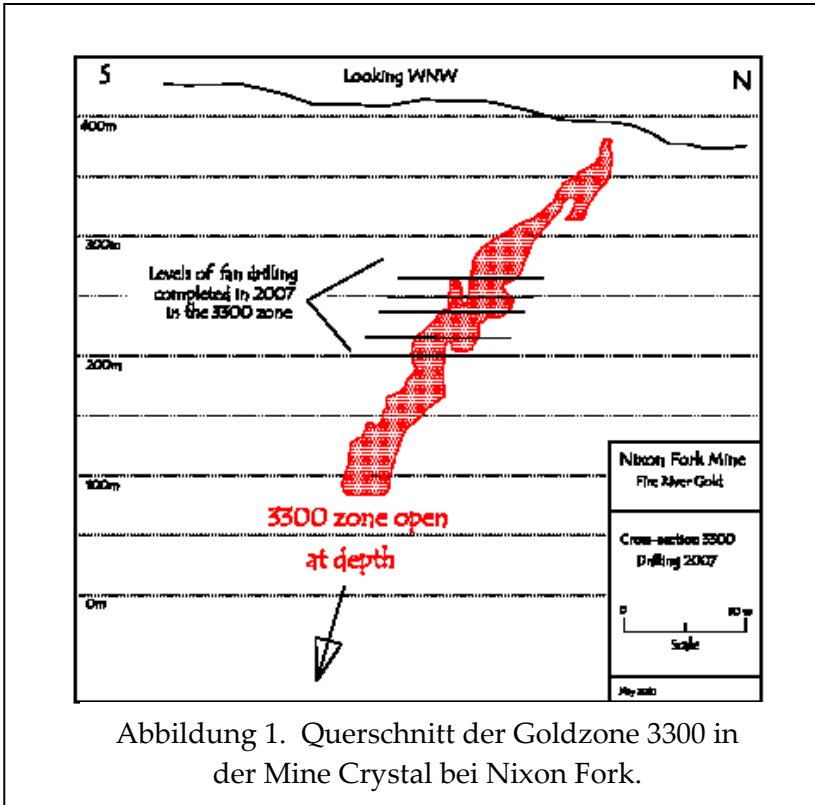 S
Looking WNW
N
400m
300m
Levels of fan drilling
completed in 2007
in the 3300 zone
200m
100m
3300 zone open
at depth
0m
Nixon Fork Mine
Fire River Gold
Cross-section 3300
Drilling 2007
0
Scale
May
Abbildung 1. Querschnitt der Goldzone 3300 in
der Mine Crystal bei Nixon Fork.